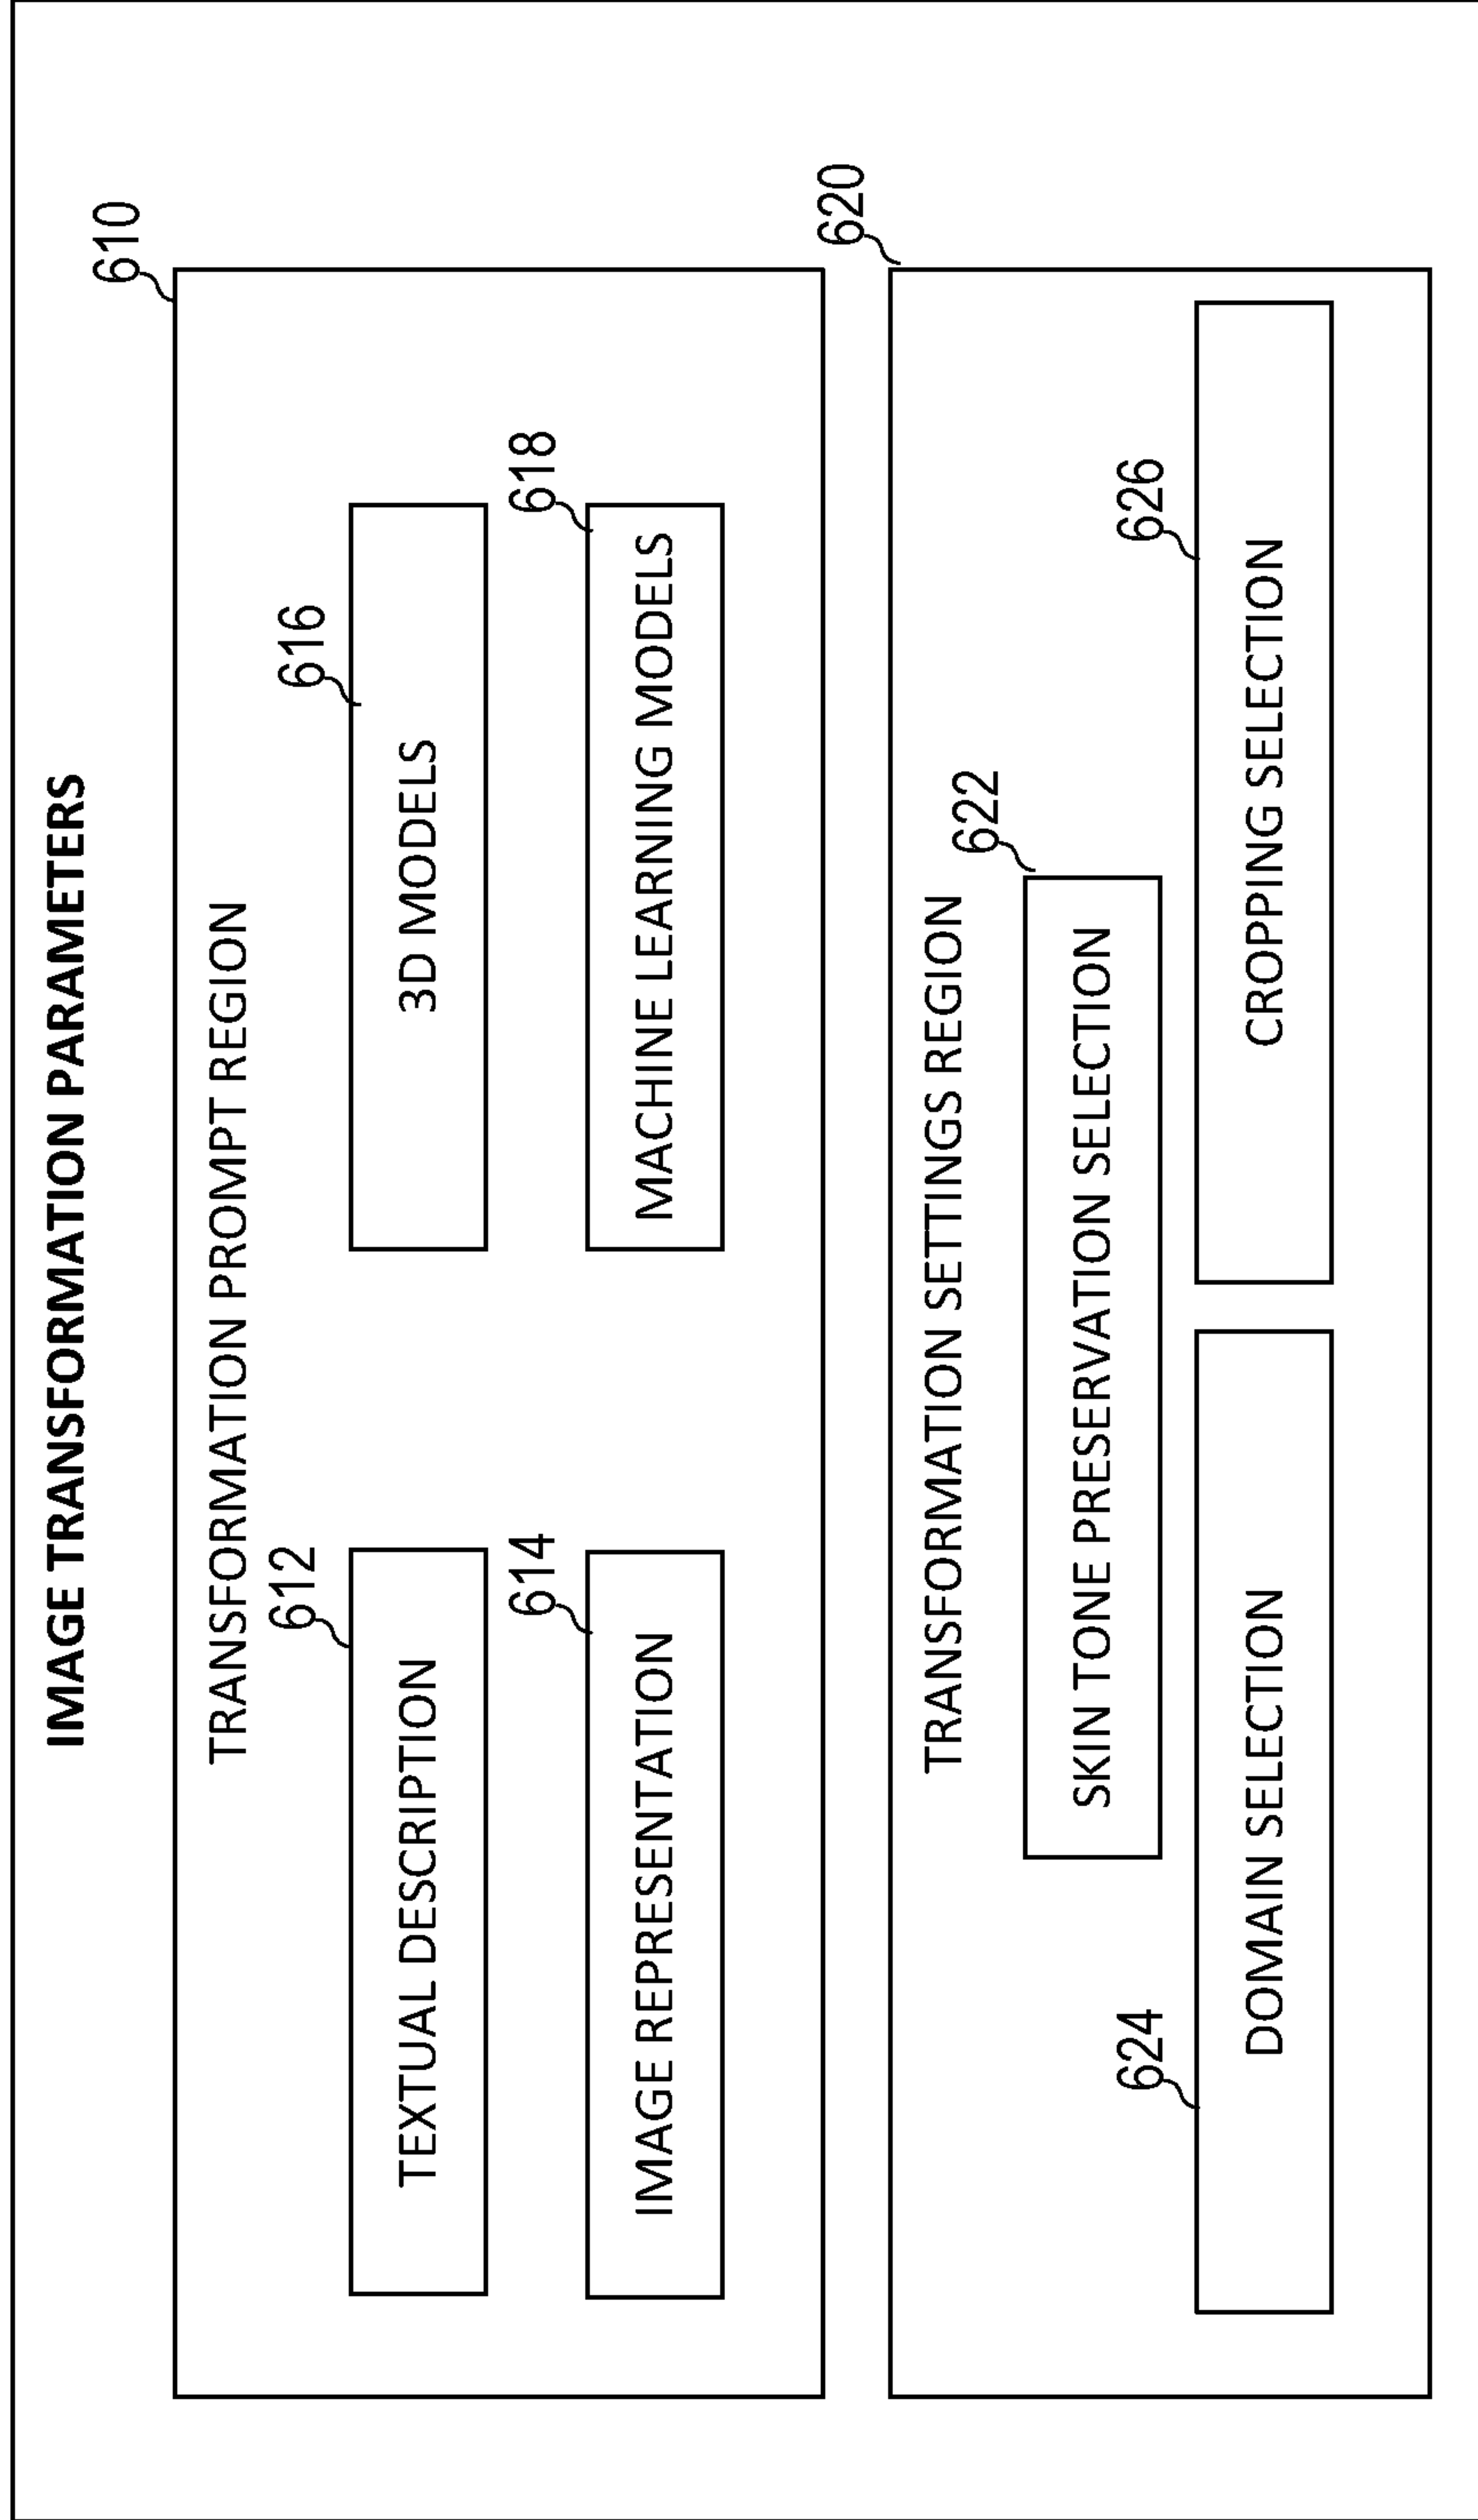 IMAGE TRANSFORMATION PARAMETERS
610
TRANSFORMATION PROMPT REGION
612
TEXTUAL DESCRIPTION
616
3D MODELS
614
IMAGE REPRESENTATION
618
MACHINE LEARNING MODELS
620
TRANSFORMATION SETTINGS REGION
622
SKIN TONE PRESERVATION SELECTION
624
DOMAIN SELECTION
626
CROPPING SELECTION